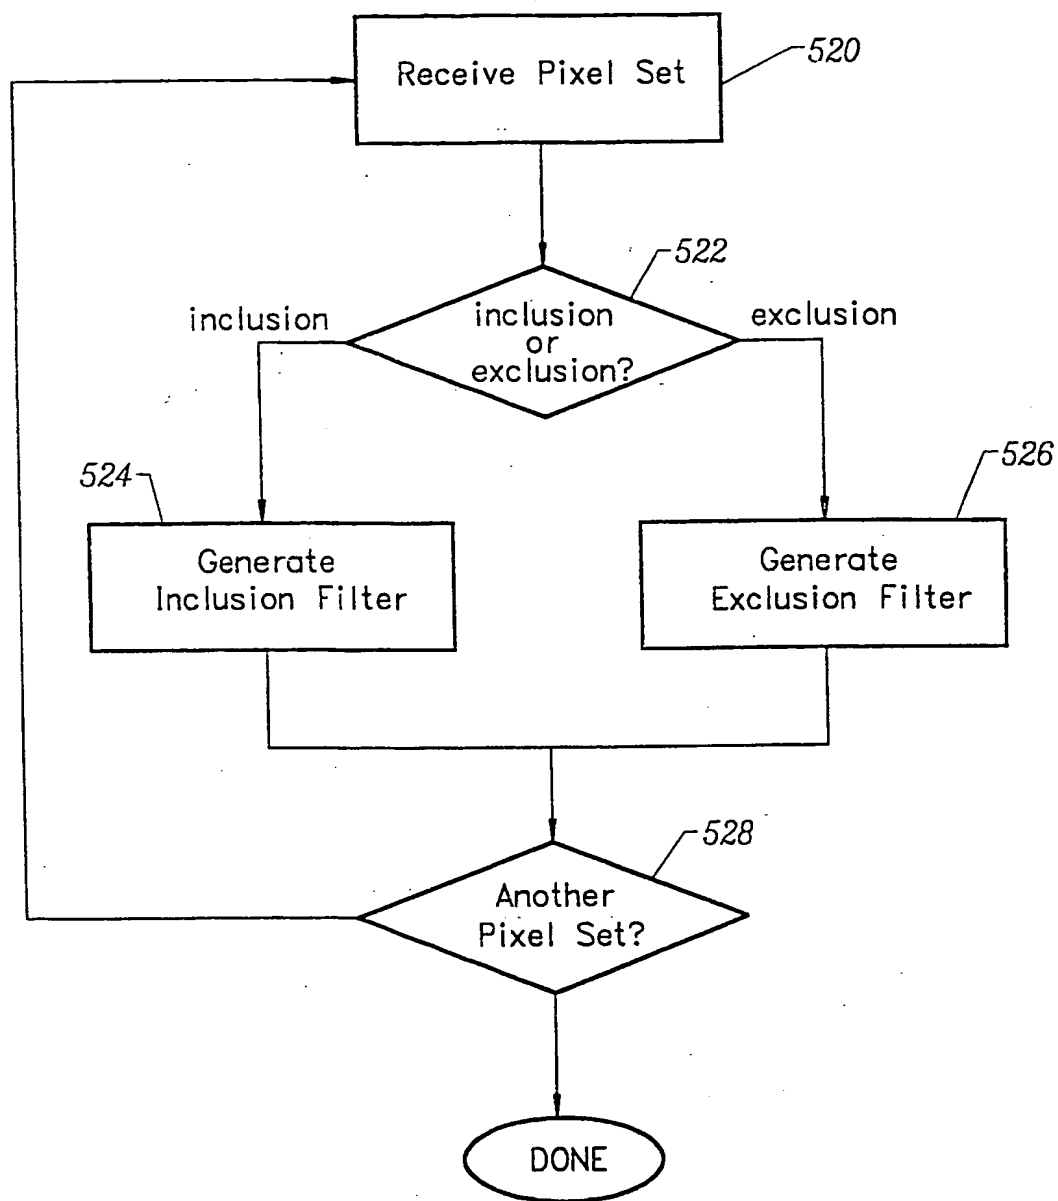 Receive Pixel Set
520
522
inclusion
inclusion
or
exclusion?
exclusion
524
526
Generate
Inclusion Filter
Generate
Exclusion Filter
528
Another
Pixel Set?
DONE